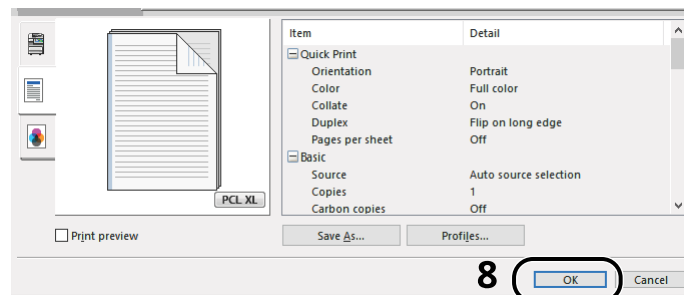 Item Detail
Quick Print
Orientation Portrait
Color Full color
Collate On
Duplex Flip on long edge
Pages per sheet Off
Basic
Source Auto source selection
Copies 1
Carbon copies Off
PCL XL
Print preview Save As... Profiles...
8 OK Cancel